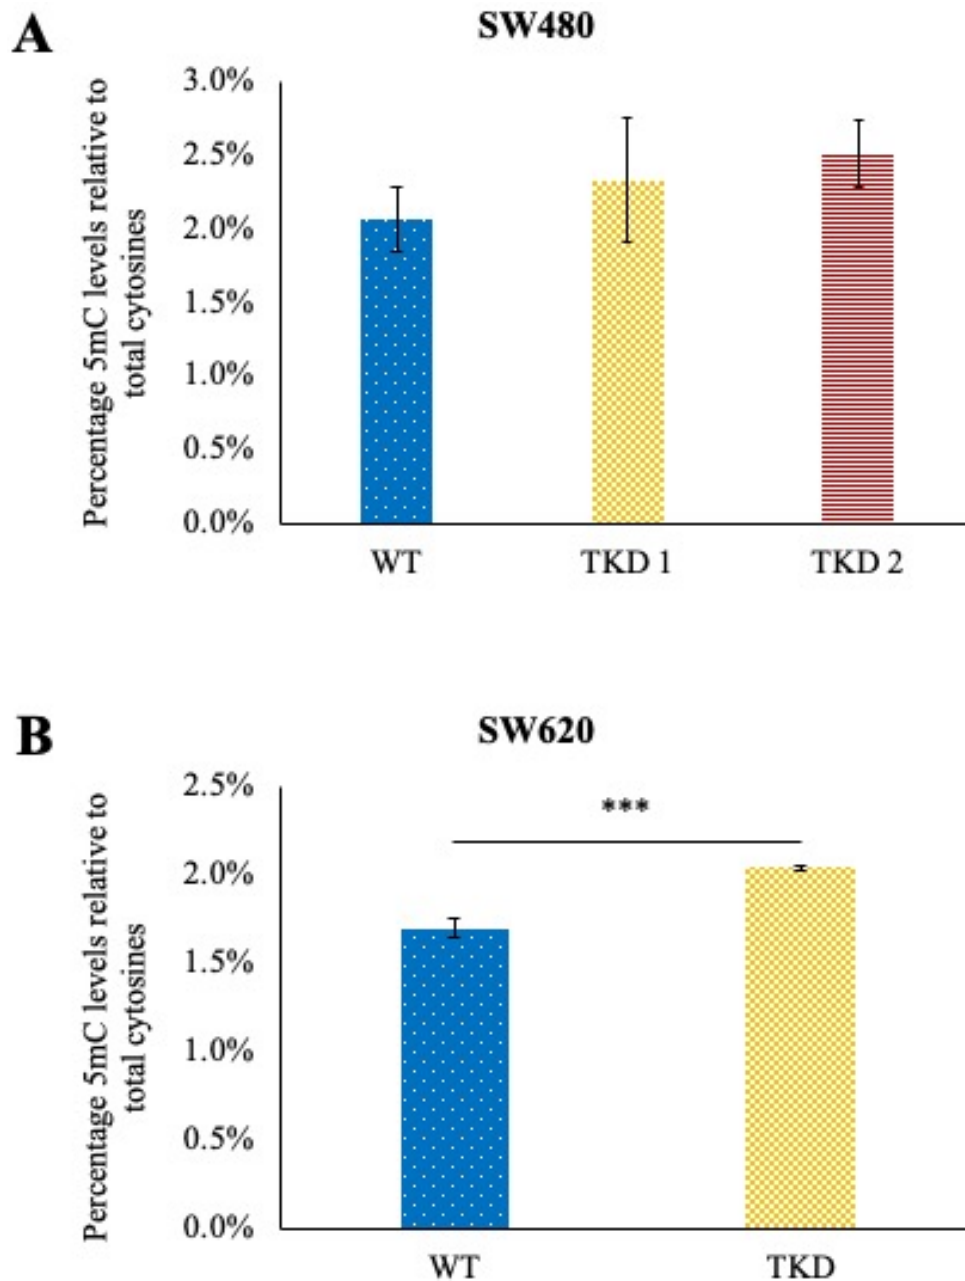 A
SW480
Percentage 5mC levels relative to
total cytosines
3.0%
2.5%
2.0%
1.5%
1.0%
0.5%
0.0%
WT
TKD 1
TKD 2
B
SW620
Percentage 5mC levels relative to
total cytosines
2.5%
2.0%
1.5%
1.0%
0.5%
0.0%
***
WT
TKD